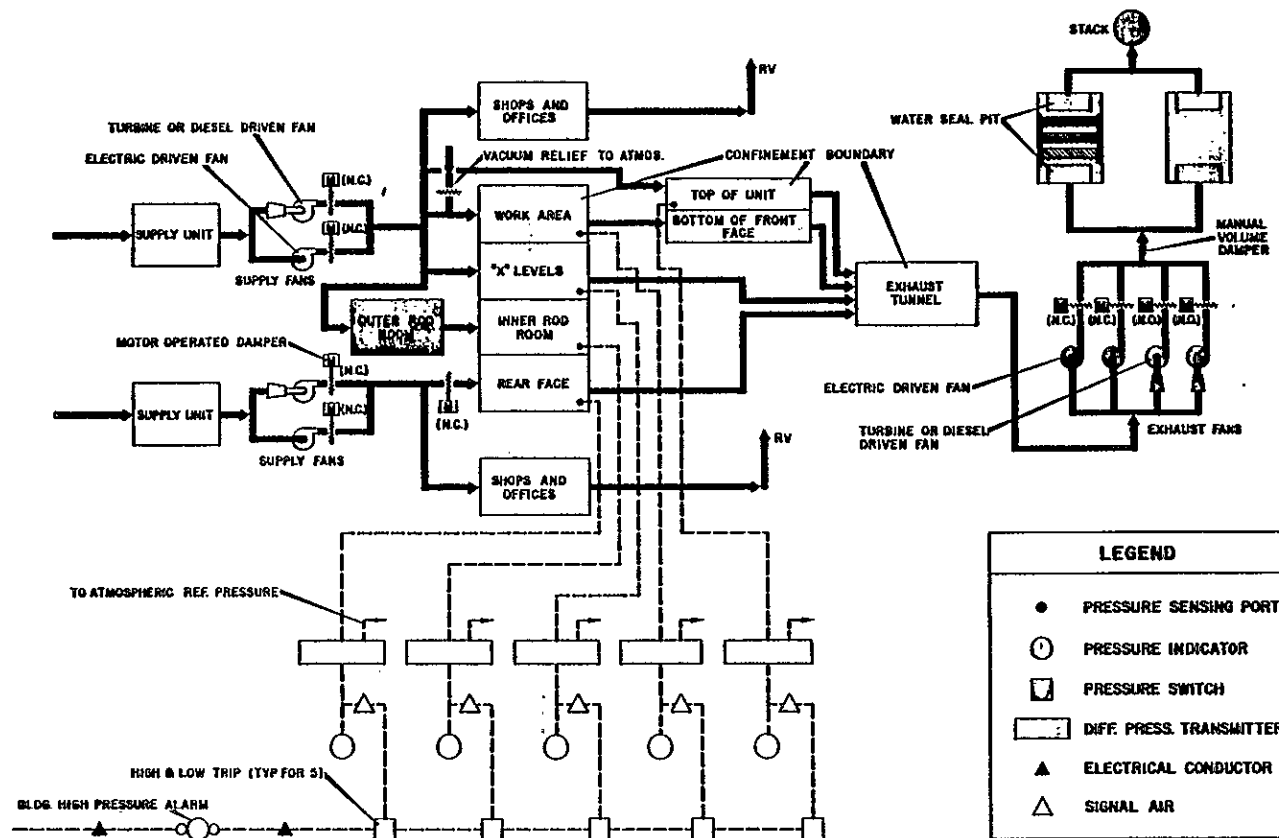 STACK
RV
SHOPS AND
OFFICES
TURBINE OR DIESEL DRIVEN FAN
WATER SEAL PIT
ELECTRIC DRIVEN FAN
VACUUM RELIEF TO ATMOS.
CONFINEMENT BOUNDARY
M (N.C.)
TOP OF UNIT
WORK AREA
BOTTOM OF FRONT
FACE
SUPPLY UNIT
M (N.C.)
MANUAL
VOLUME
DAMPER
SUPPLY FANS
"X" LEVELS
EXHAUST
TUNNEL
OUTER ROD
ROOM
INNER ROD
ROOM
M M M M
(N.C.) (N.C.) (N.O.) (N.O.)
MOTOR OPERATED DAMPER
M
(N.C.)
REAR FACE
ELECTRIC DRIVEN FAN
SUPPLY UNIT
M (N.C.)
M
(N.C.)
TURBINE OR DIESEL
DRIVEN FAN
EXHAUST FANS
SUPPLY FANS
RV
SHOPS AND
OFFICES
LEGEND
TO ATMOSPHERIC REF. PRESSURE
PRESSURE SENSING PORT
PRESSURE INDICATOR
PRESSURE SWITCH
DIFF. PRESS. TRANSMITTER
HIGH & LOW TRIP (TYP FOR 5)
ELECTRICAL CONDUCTOR
BLDG. HIGH PRESSURE ALARM
SIGNAL AIR